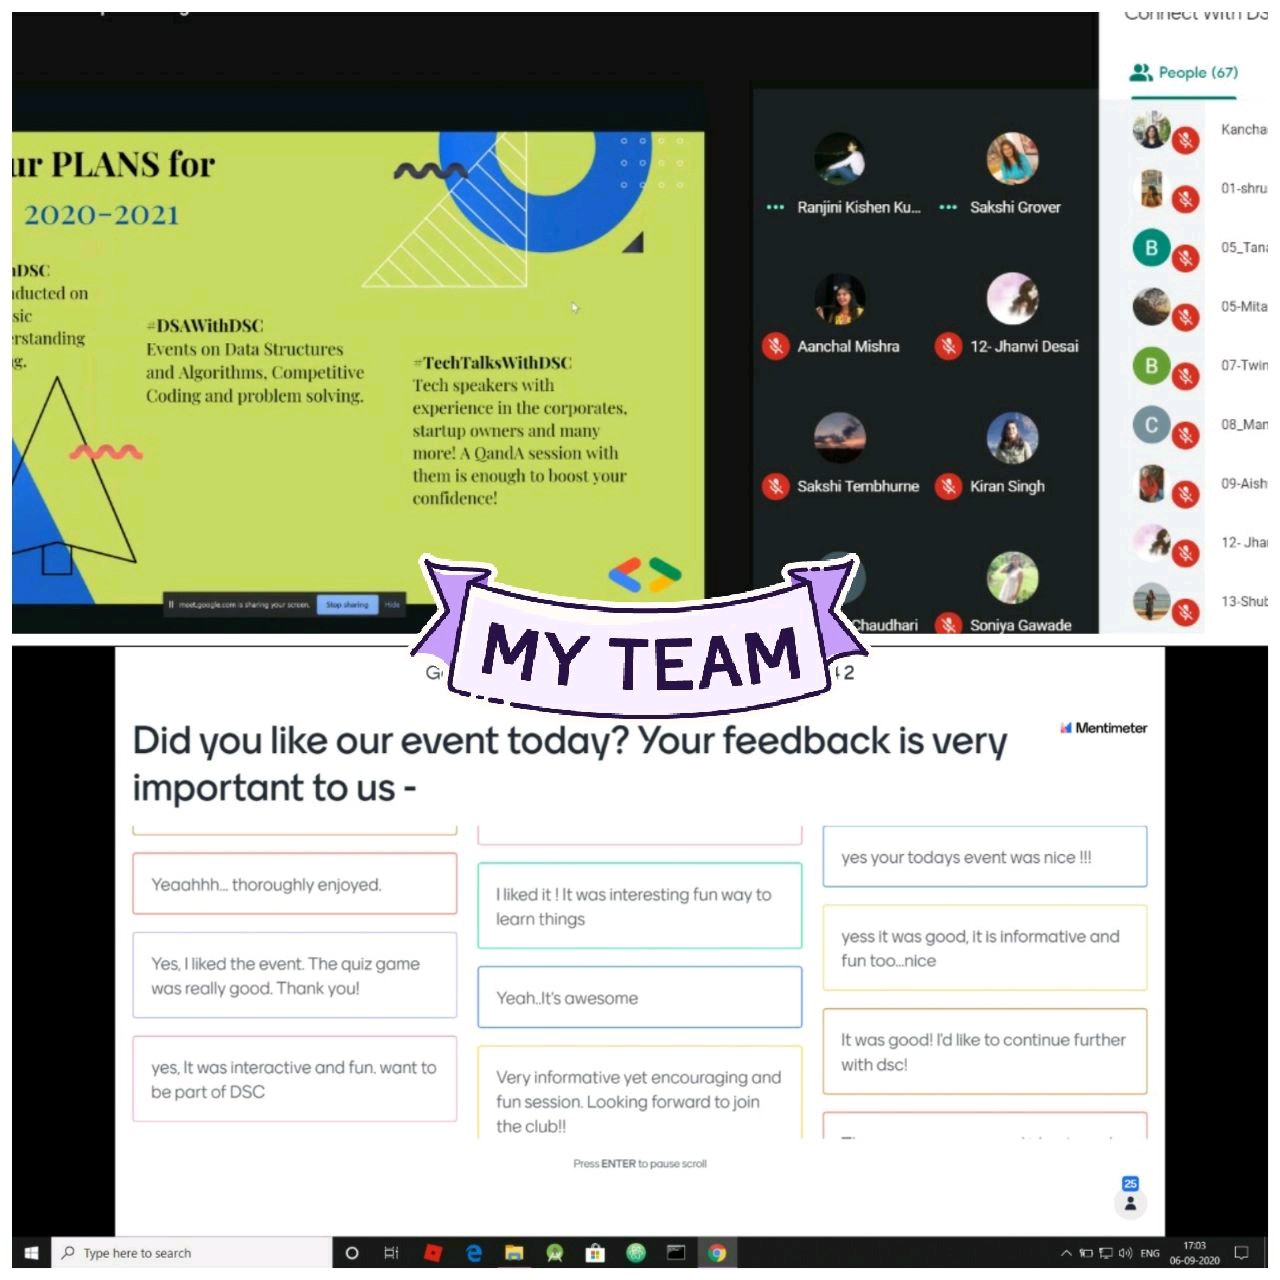 People (67)
ur PLANS for
2020-2021
#DSAWithDSC
Events on Data Structures
and Algorithms, Competitive
Coding and problem solving.
#TechTalksWithDSC
Tech speakers with
experience in the corporates,
startup owners and many
more! A QandA session with
them is enough to boost your
confidence!
ducted on
meet.google.com is sharing your screen.
Stop sharing
Hide
Ranjini Kishen Ku...
Sakshi Grover
Aanchal Mishra
12- Jhanvi Desai
Sakshi Tembhurne
Kiran Singh
Chaudhari
Soniya Gawade
Kancha
01-shru
B
05_Tana
05-Mita
B
07-Twin
C
08_Man
09-Aish
12- Jha
13-Shub
MY TEAM
Did you like our event today? Your feedback is very
important to us -
Mentimeter
Yeaahhh... thoroughly enjoyed.
Yes, I liked the event. The quiz game
was really good. Thank you!
yes, It was interactive and fun. want to
be part of DSC
I liked it ! It was interesting fun way to
learn things
Yeah..It's awesome
Very informative yet encouraging and
fun session. Looking forward to join
the club!!
yes your todays event was nice !!!
yess it was good, it is informative and
fun too...nice
It was good! I'd like to continue further
with dsc!
Press ENTER to pause scroll
25
Type here to search
ENG
17:03
06-09-2020